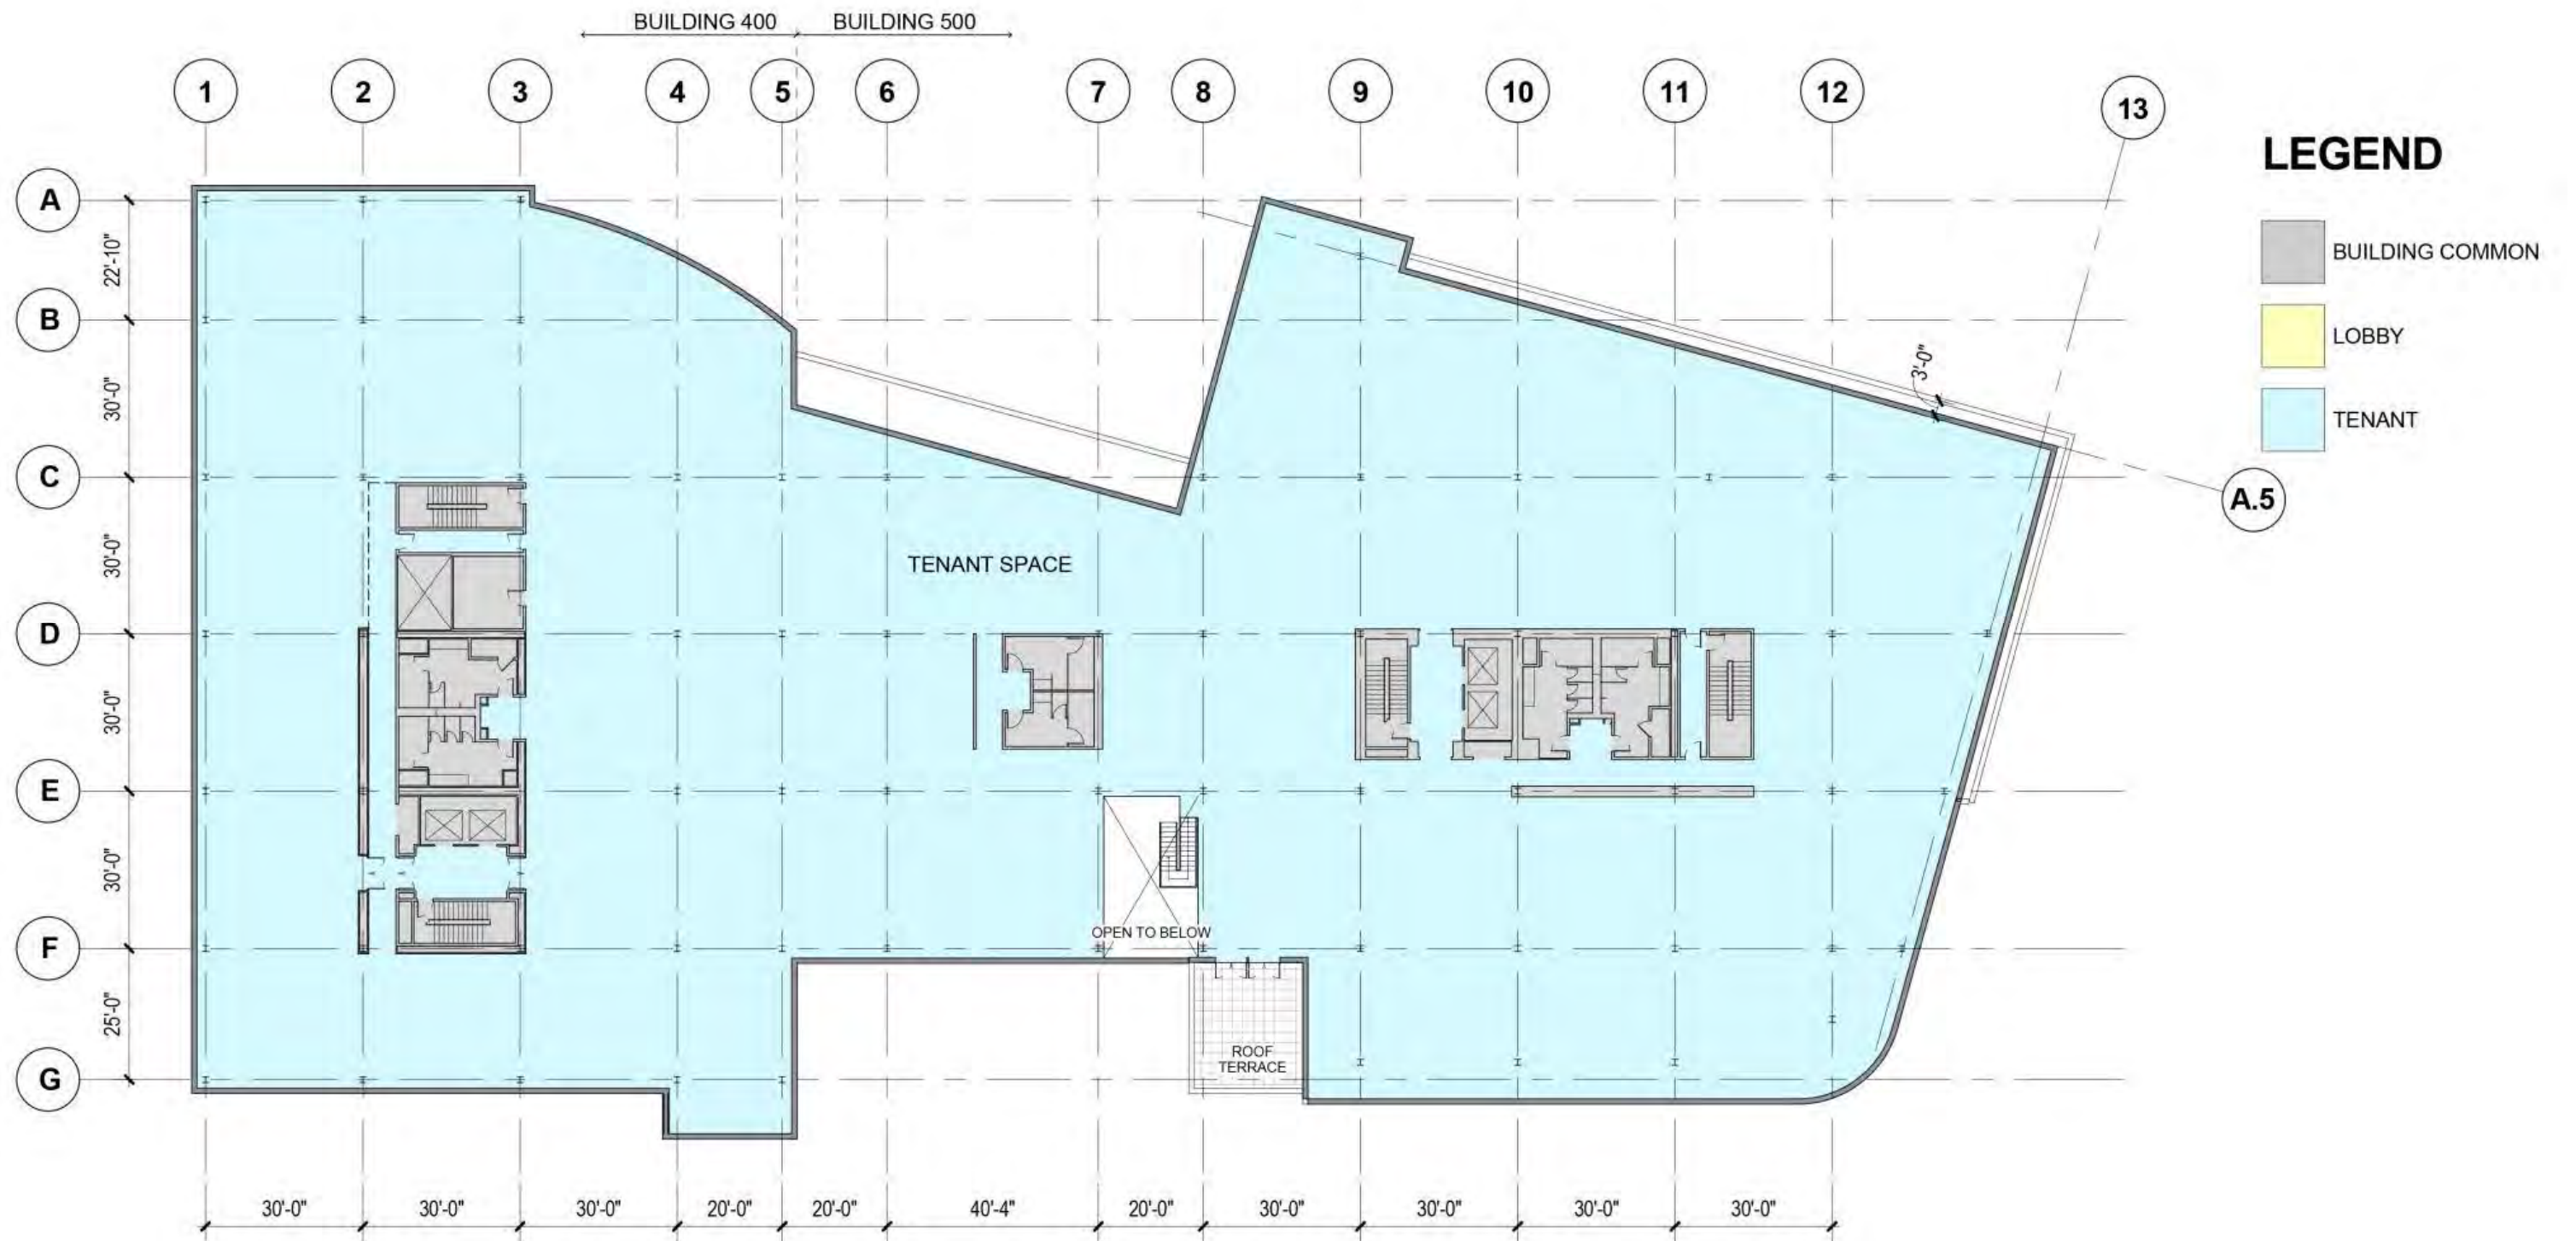 BUILDING 400
BUILDING 500
1
2
3
4
5
6
7
8
9
10
11
12
13
LEGEND
BUILDING COMMON
LOBBY
TENANT
A
B
C
D
E
F
G
A.5
22'-10"
30'-0"
30'-0"
30'-0"
30'-0"
25'-0"
3'-0"
TENANT SPACE
OPEN TO BELOW
ROOF
TERRACE
30'-0"
30'-0"
30'-0"
20'-0"
20'-0"
40'-4"
20'-0"
30'-0"
30'-0"
30'-0"
30'-0"